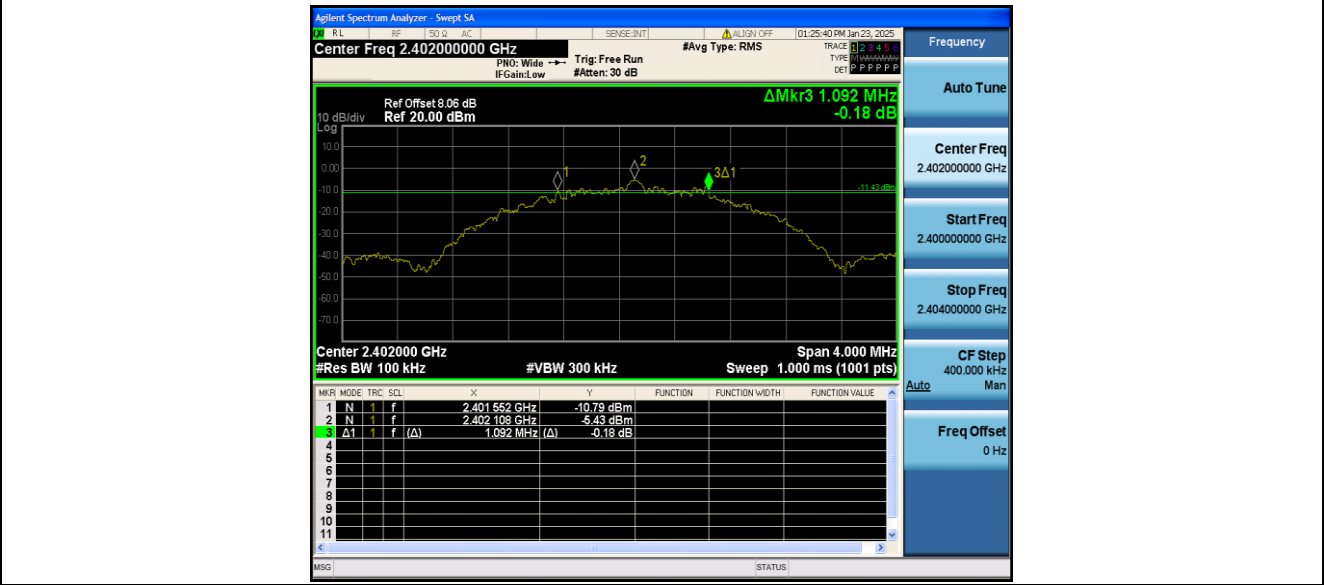 Agilent Spectrum Analyzer - Swept SA
LXI RL RF 50 Ω AC SENSE:INT ALIGN OFF 01:25:40 PM Jan 23, 2025
Center Freq 2.402000000 GHz
PNO: Wide
IFGain:Low
Trig: Free Run
#Atten: 30 dB
#Avg Type: RMS
TRACE 1 2 3 4 5 6
TYPE M
DET P P P P P P
Ref Offset 8.06 dB
10 dB/div Ref 20.00 dBm
Log
ΔMkr3 1.092 MHz
-0.18 dB
10.0
0.00
-10.0
-20.0
-30.0
-40.0
-50.0
-60.0
-70.0
1
2
3Δ1
-11.43 dBm
Center 2.402000 GHz Span 4.000 MHz
#Res BW 100 kHz #VBW 300 kHz Sweep 1.000 ms (1001 pts)
MKR MODE TRC SCL X Y FUNCTION FUNCTION WIDTH FUNCTION VALUE
1 N 1 f 2.401 552 GHz -10.79 dBm
2 N 1 f 2.402 108 GHz -5.43 dBm
3 Δ1 1 f (Δ) 1.092 MHz (Δ) -0.18 dB
4
5
6
7
8
9
10
11
MSG STATUS
Frequency
Auto Tune
Center Freq
2.402000000 GHz
Start Freq
2.400000000 GHz
Stop Freq
2.404000000 GHz
CF Step
400.000 kHz
Auto Man
Freq Offset
0 Hz